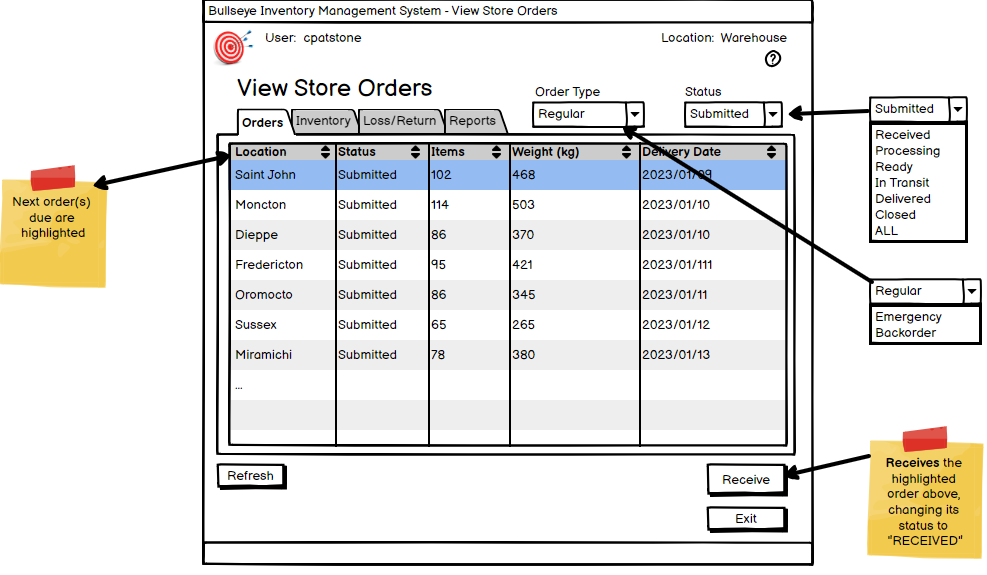 Bullseye Inventory Management System - View Store Orders
User: cpatstone
Location: Warehouse
?
View Store Orders
Order Type
Regular
Status
Submitted
Orders
Inventory
Loss/Return
Reports
Location Status Items Weight (kg) Delivery Date
Saint John Submitted 102 468 2023/01/09
Moncton Submitted 114 503 2023/01/10
Dieppe Submitted 86 370 2023/01/10
Fredericton Submitted 95 421 2023/01/111
Oromocto Submitted 86 345 2023/01/11
Sussex Submitted 65 265 2023/01/12
Miramichi Submitted 78 380 2023/01/13
...
Refresh
Receive
Exit
Next order(s)
due are
highlighted
Submitted
Received
Processing
Ready
In Transit
Delivered
Closed
ALL
Regular
Emergency
Backorder
Receives the
highlighted
order above,
changing its
status to
"RECEIVED"